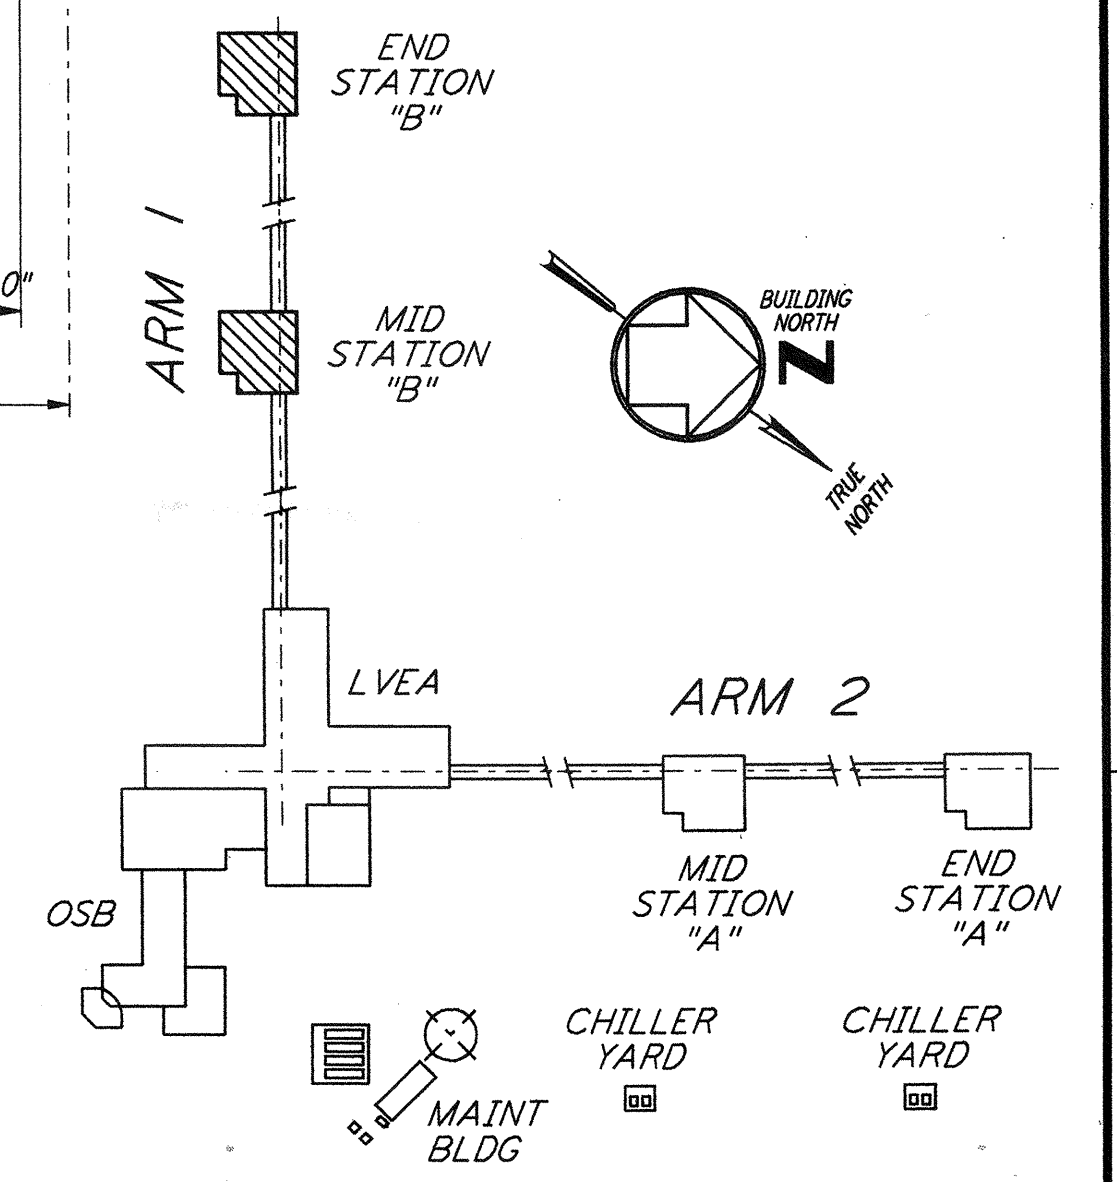 END
STATION
"B"
ARM 1
0"
BUILDING
NORTH
N
MID
STATION
"B"
TRUE
NORTH
LVEA
ARM 2
MID
STATION
"A"
END
STATION
"A"
OSB
CHILLER
YARD
CHILLER
YARD
MAINT
BLDG